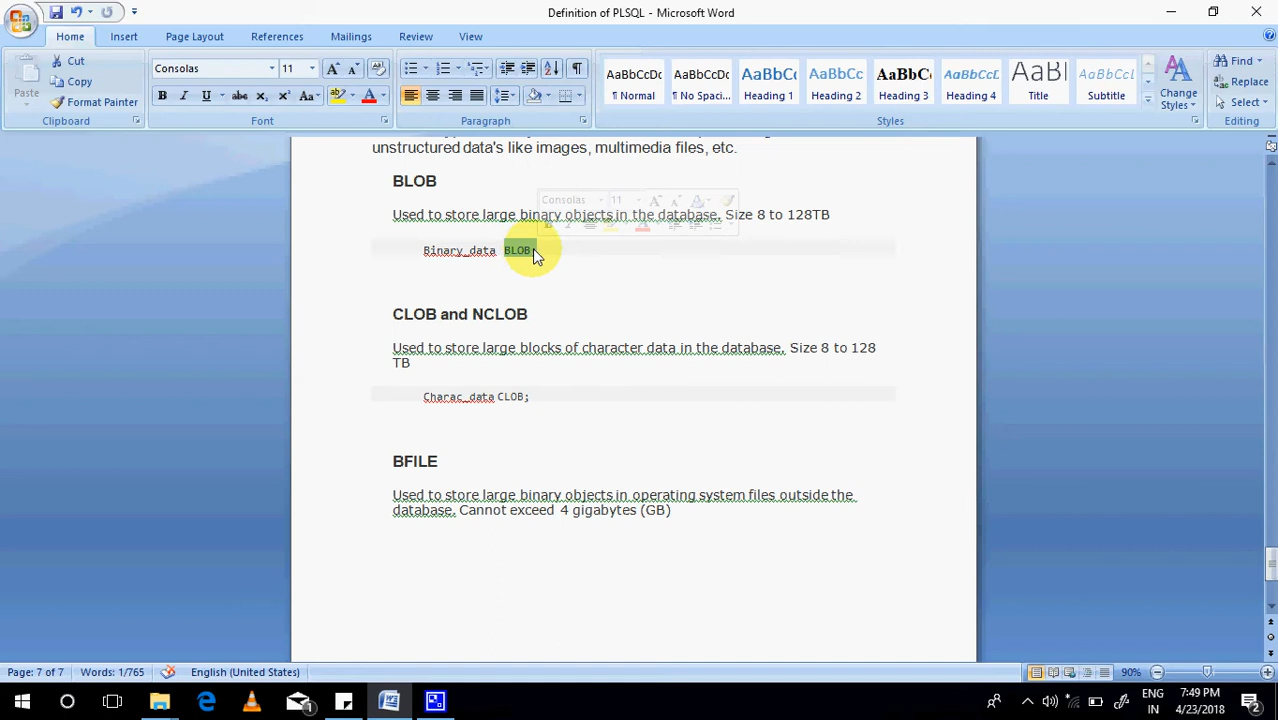 Definition of PLSQL - Microsoft Word
Home Insert Page Layout References Mailings Review View
Paste
Cut
Copy
Format Painter
Clipboard
Consolas 11
Font
Paragraph
AaBbCcDc AaBbCcDc AaBbC AaBbCc AaBbCc AaBbCcL AaB AaBbCc.
¶ Normal ¶ No Spaci... Heading 1 Heading 2 Heading 3 Heading 4 Title Subtitle
Change Styles
Styles
Find
Replace
Select
Editing
unstructured data's like images, multimedia files, etc.
BLOB
Consolas 11
Used to store large binary objects in the database. Size 8 to 128TB
Binary_data BLOB;
CLOB and NCLOB
Used to store large blocks of character data in the database. Size 8 to 128
TB
Charac_data CLOB;
BFILE
Used to store large binary objects in operating system files outside the
database. Cannot exceed 4 gigabytes (GB)
Page: 7 of 7 Words: 1/765 English (United States) 90%
ENG
IN
7:49 PM
4/23/2018